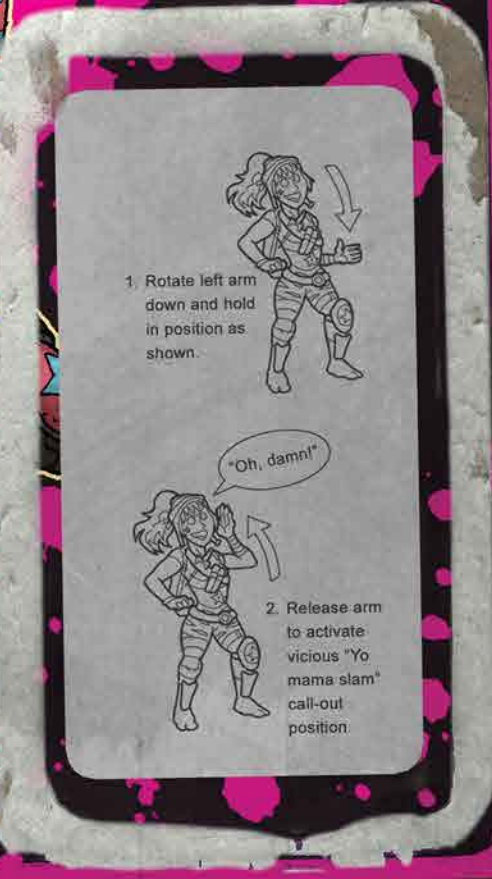 1. Rotate left arm
down and hold
in position as
shown.
"Oh, damn!"
2. Release arm
to activate
vicious "Yo
mama slam"
call-out
position